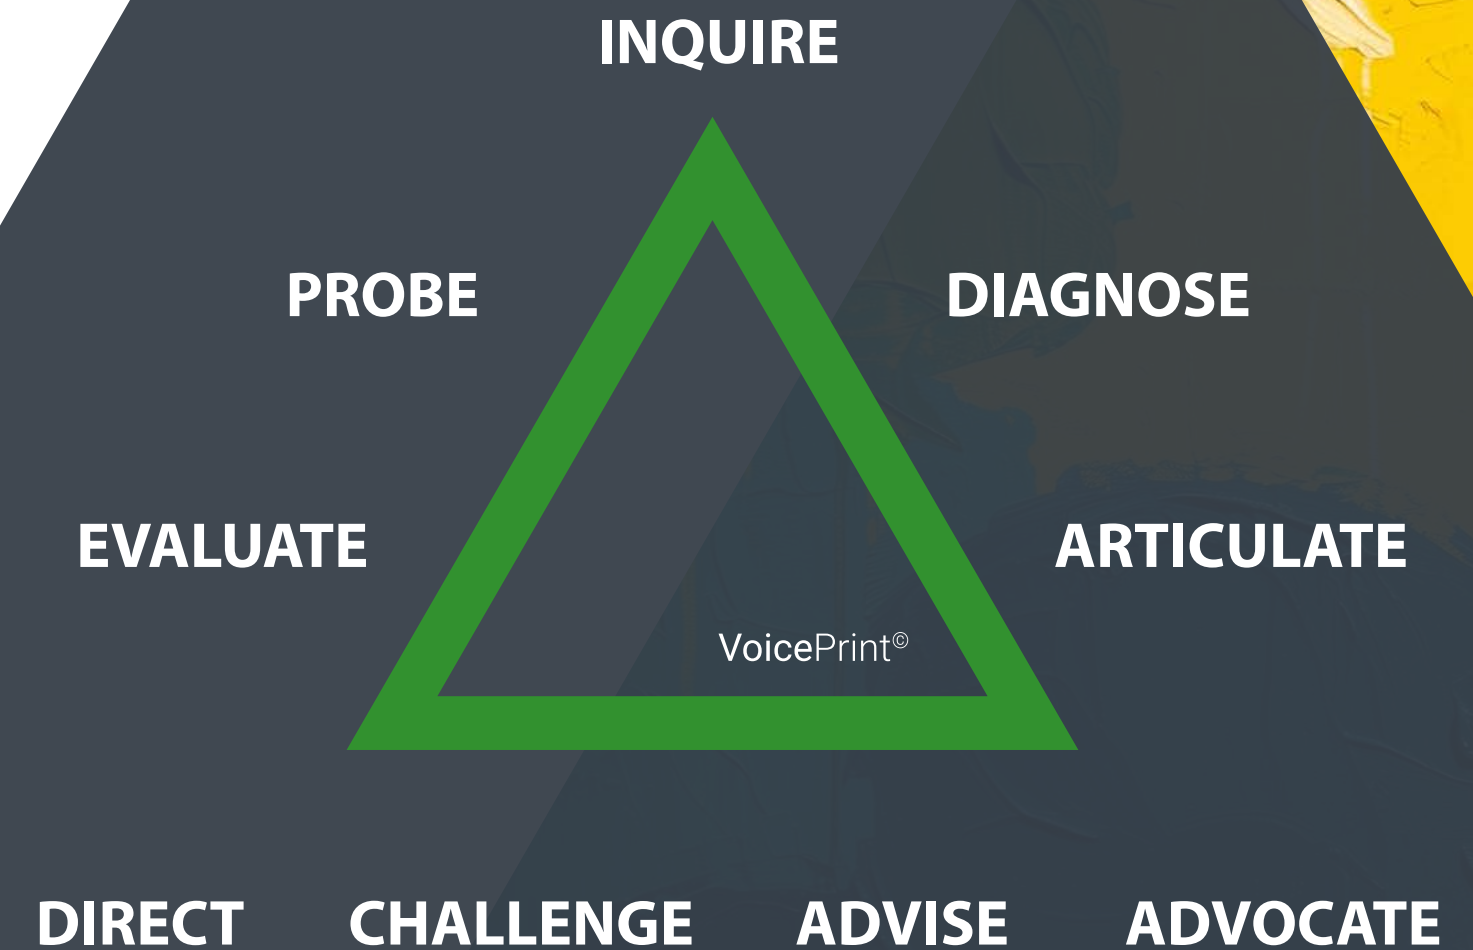 INQUIRE
PROBE
DIAGNOSE
EVALUATE
ARTICULATE
VoicePrint©
DIRECT CHALLENGE ADVISE ADVOCATE